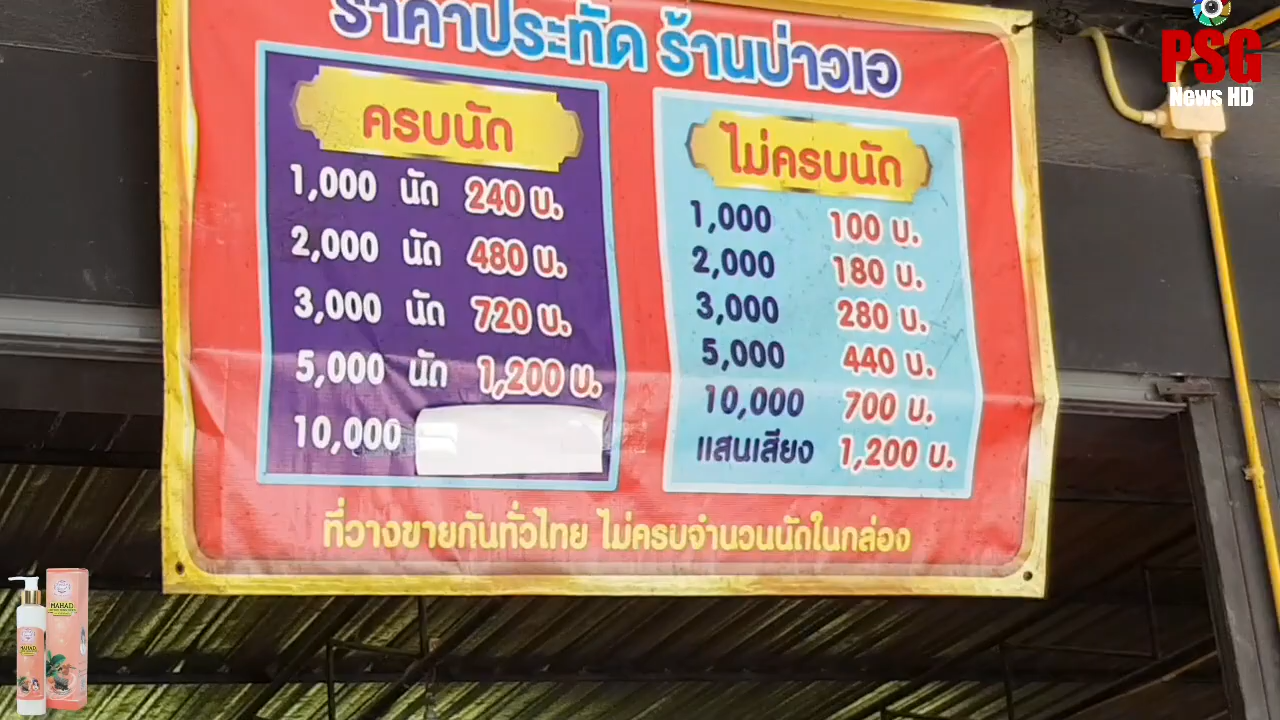 ราคาประทัด ร้านบ่าวเอ
ครบนัด
1,000 นัด 240 บ.
2,000 นัด 480 บ.
3,000 นัด 720 บ.
5,000 นัด 1,200 บ.
10,000
ไม่ครบนัด
1,000 100 บ.
2,000 180 บ.
3,000 280 บ.
5,000 440 บ.
10,000 700 บ.
แสนเสียง 1,200 บ.
ที่วางขายกันทั่วไทย ไม่ครบจำนวนนัดในกล่อง
PSG
News HD
MAHAD
MAHAD